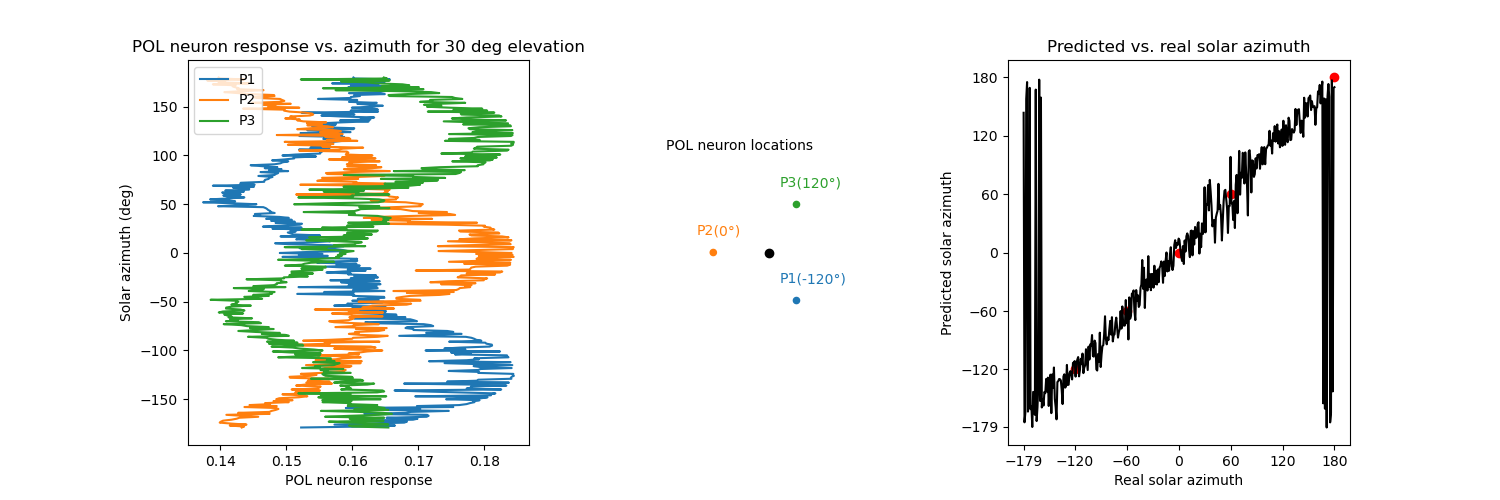 POL neuron response vs. azimuth for 30 deg elevation
P1
P2
P3
150
100
50
0
−50
−100
−150
Solar azimuth (deg)
0.14 0.15 0.16 0.17 0.18
POL neuron response
POL neuron locations
P3(120°)
P2(0°)
P1(-120°)
Predicted vs. real solar azimuth
180
120
60
0
−60
−120
−179
Predicted solar azimuth
−179 −120 −60 0 60 120 180
Real solar azimuth